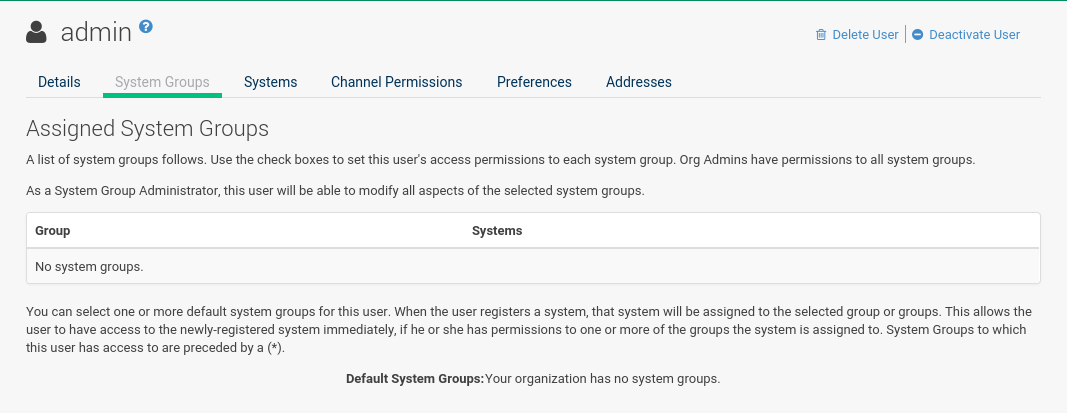 admin ?
Delete User Deactivate User
Details System Groups Systems Channel Permissions Preferences Addresses
Assigned System Groups
A list of system groups follows. Use the check boxes to set this user's access permissions to each system group. Org Admins have permissions to all system groups.
As a System Group Administrator, this user will be able to modify all aspects of the selected system groups.
Group Systems
No system groups.
You can select one or more default system groups for this user. When the user registers a system, that system will be assigned to the selected group or groups. This allows the
user to have access to the newly-registered system immediately, if he or she has permissions to one or more of the groups the system is assigned to. System Groups to which
this user has access to are preceded by a (*).
Default System Groups:Your organization has no system groups.